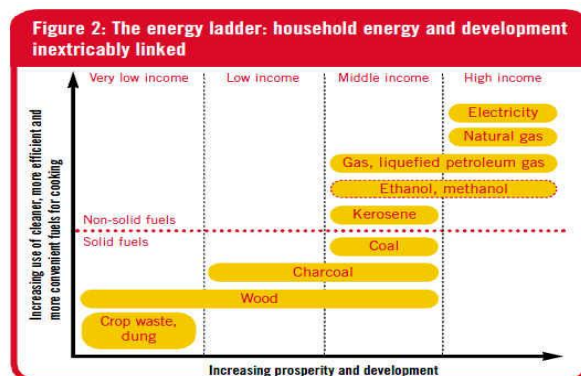 Figure 2: The energy ladder: household energy and development
inextricably linked
Very low income
Low income
Middle income
High income
Electricity
Natural gas
Gas, liquefied petroleum gas
Ethanol, methanol
Kerosene
Non-solid fuels
Solid fuels
Coal
Charcoal
Wood
Crop waste,
dung
Increasing use of cleaner, more efficient and
more convenient fuels for cooking
Increasing prosperity and development